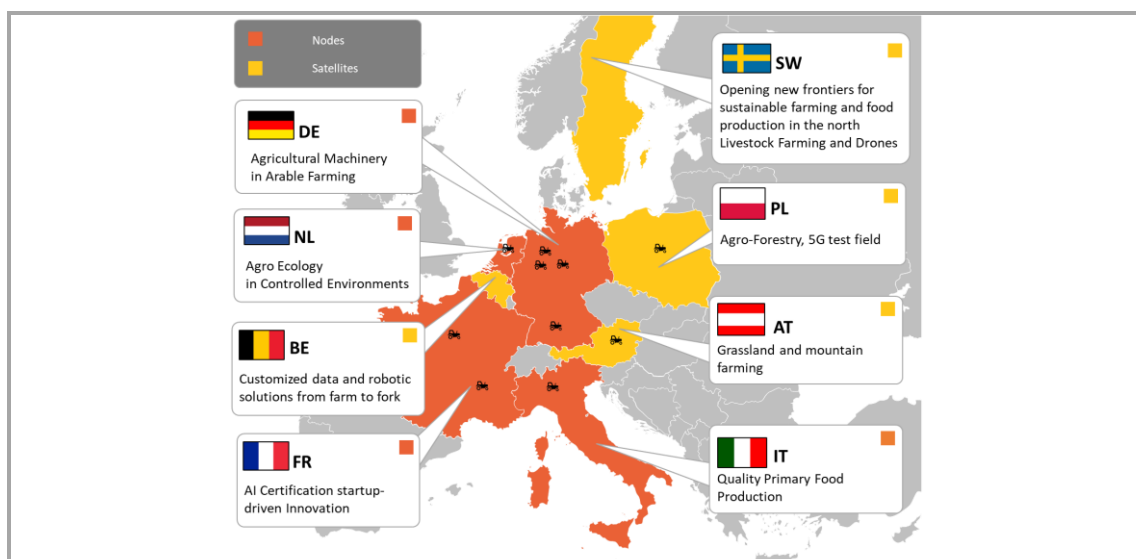 Nodes
Satellites
DE
Agricultural Machinery
in Arable Farming
NL
Agro Ecology
in Controlled Environments
BE
Customized data and robotic
solutions from farm to fork
FR
AI Certification startup-
driven Innovation
SW
Opening new frontiers for
sustainable farming and food
production in the north
Livestock Farming and Drones
PL
Agro-Forestry, 5G test field
AT
Grassland and mountain
farming
IT
Quality Primary Food
Production